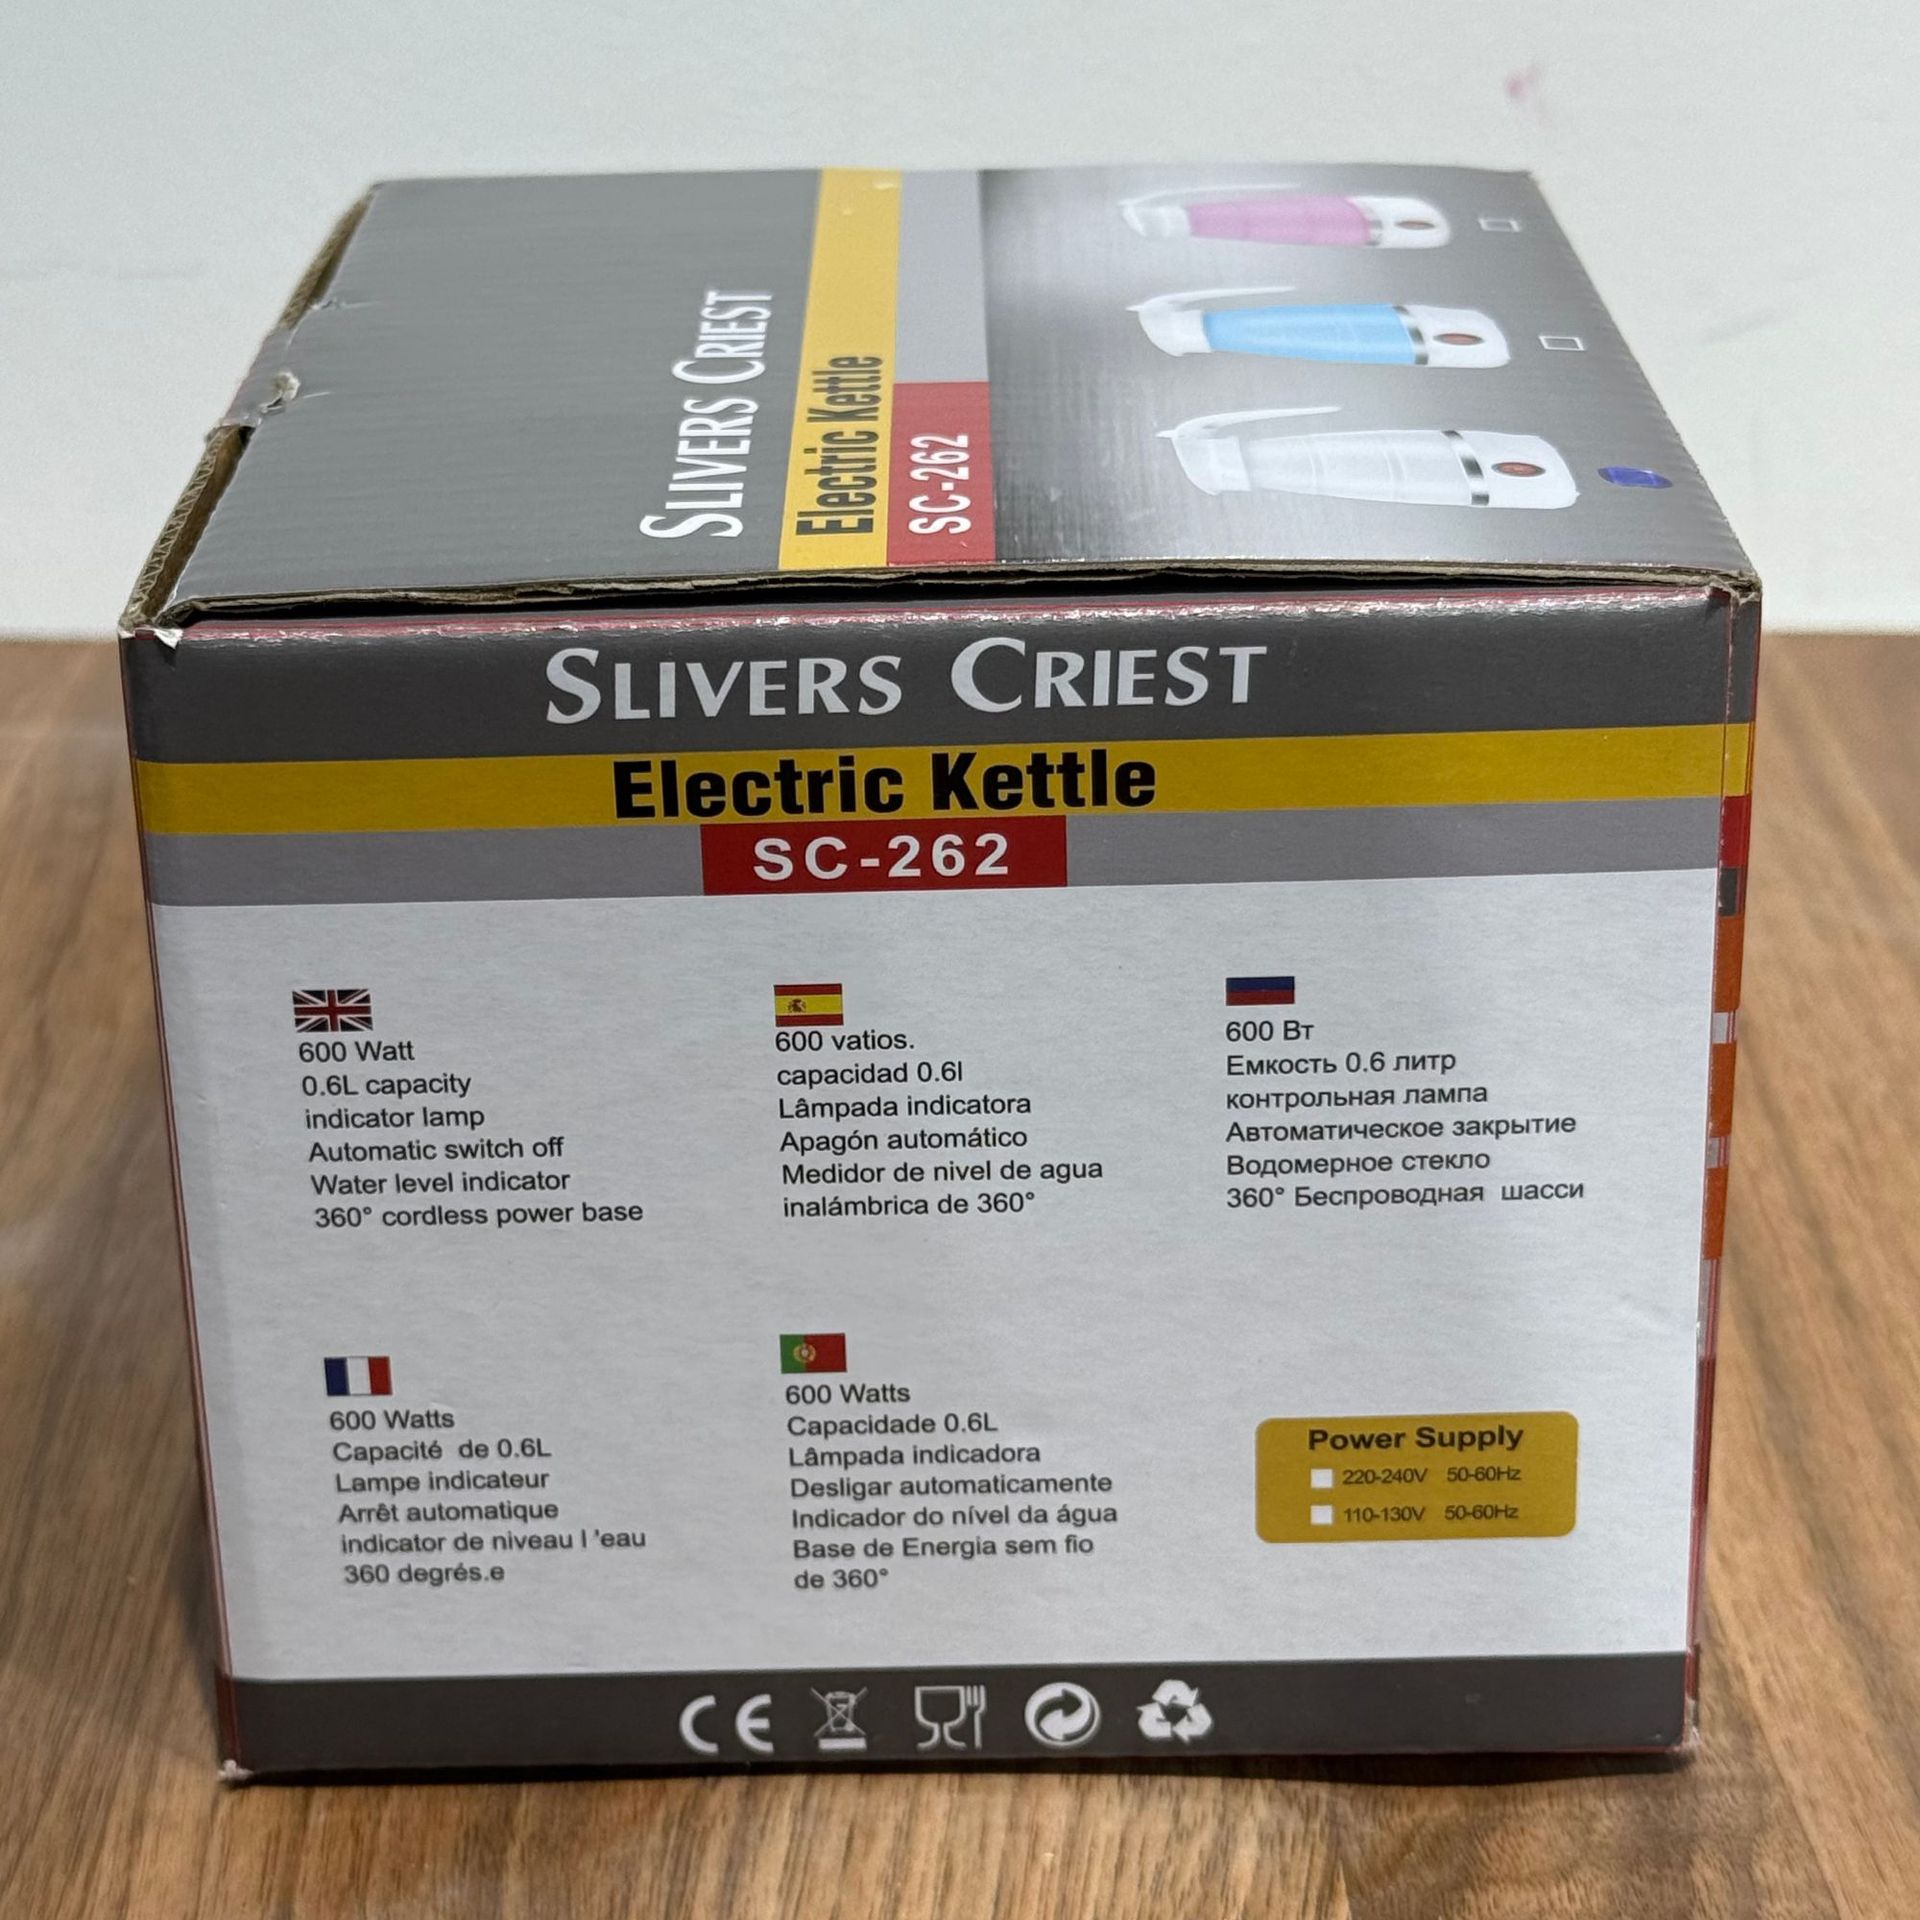 SLIVERS CRIEST
Electric Kettle
SC-262
SLIVERS CRIEST
Electric Kettle
SC-262
600 Watt
0.6L capacity
indicator lamp
Automatic switch off
Water level indicator
360° cordless power base
600 vatios.
capacidad 0.6l
Lâmpada indicatora
Apagón automático
Medidor de nivel de agua
inalámbrica de 360°
600 Вт
Емкость 0.6 литр
контрольная лампа
Автоматическое закрытие
Водомерное стекло
360° Беспроводная шасси
600 Watts
Capacité de 0.6L
Lampe indicateur
Arrêt automatique
indicator de niveau l 'eau
360 degrés.e
600 Watts
Capacidade 0.6L
Lâmpada indicadora
Desligar automaticamente
Indicador do nível da água
Base de Energia sem fio
de 360°
Power Supply
220-240V 50-60Hz
110-130V 50-60Hz
CE